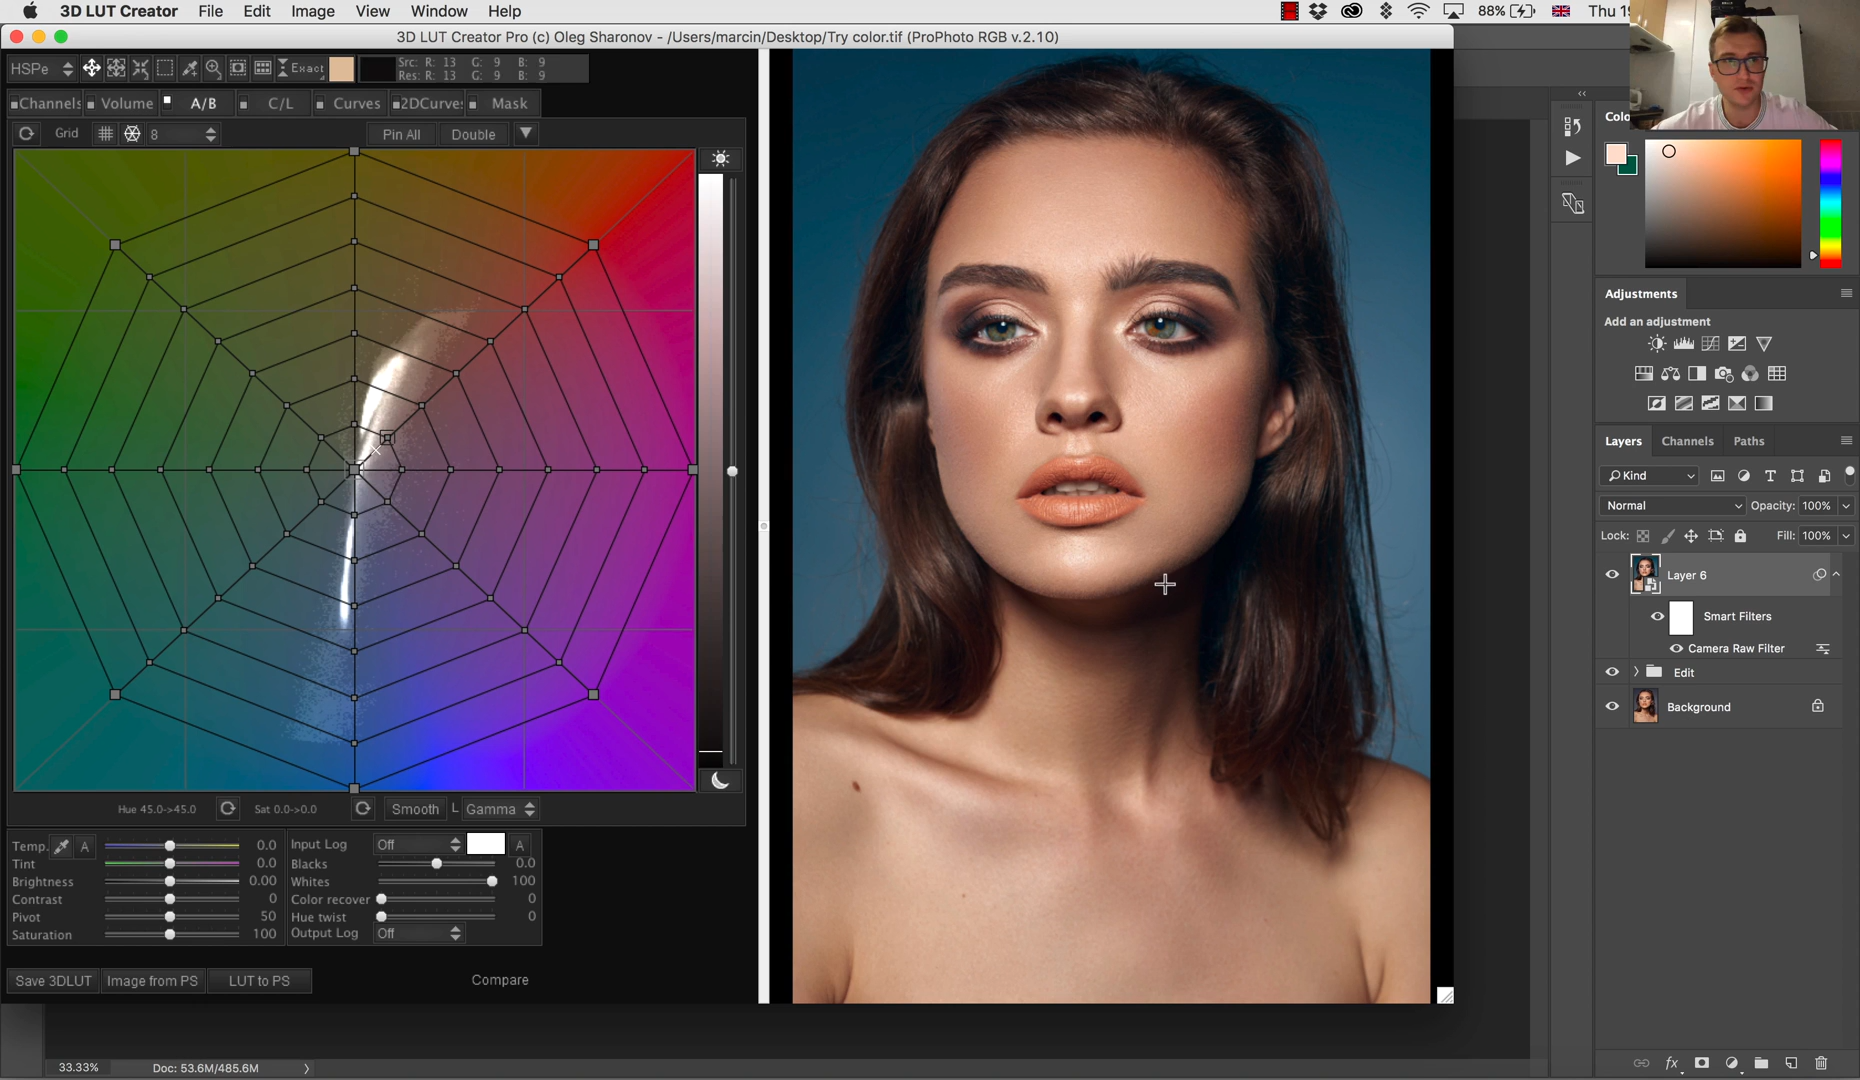 3D LUT Creator File Edit Image View Window Help 88% Thu 19
3D LUT Creator Pro (c) Oleg Sharonov - /Users/marcin/Desktop/Try color.tif (ProPhoto RGB v.2.10)
HSPe Exact Src: R: 13 G: 9 B: 9
Res: R: 13 G: 9 B: 9
Channels Volume A/B C/L Curves 2DCurves Mask
Grid 8 Pin All Double
Hue 45.0->45.0 Sat 0.0->0.0 Smooth L Gamma
Temp. A 0.0 Input Log Off A
Tint 0.0 Blacks 0.0
Brightness 0.00 Whites 100
Contrast 0 Color recover 0
Pivot 50 Hue twist 0
Saturation 100 Output Log Off
Save 3DLUT Image from PS LUT to PS Compare
33.33% Doc: 53.6M/485.6M
Colo
Adjustments
Add an adjustment
Layers Channels Paths
Kind
Normal Opacity: 100%
Lock: Fill: 100%
Layer 6
Smart Filters
Camera Raw Filter
Edit
Background
fx